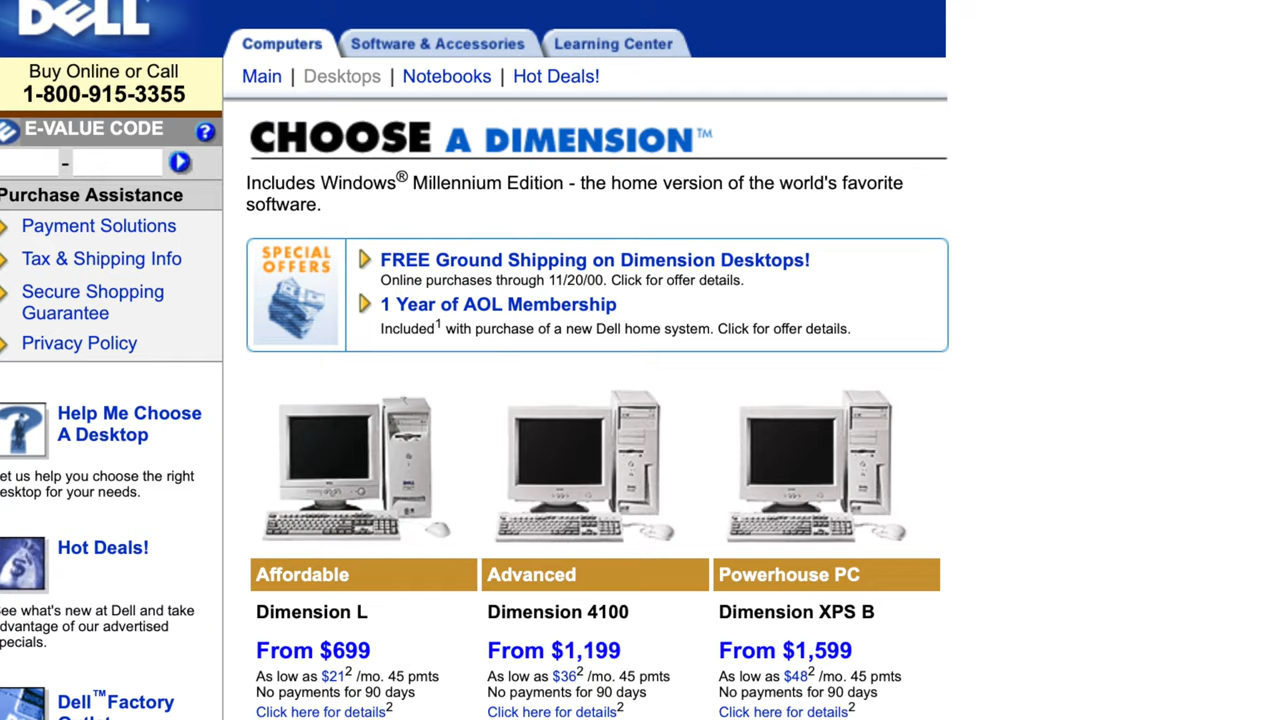 DELL
Computers
Software & Accessories
Learning Center
Main | Desktops | Notebooks | Hot Deals!
Buy Online or Call
1-800-915-3355
E-VALUE CODE
?
-
Purchase Assistance
Payment Solutions
Tax & Shipping Info
Secure Shopping
Guarantee
Privacy Policy
Help Me Choose
A Desktop
et us help you choose the right
esktop for your needs.
Hot Deals!
See what's new at Dell and take
dvantage of our advertised
pecials.
Dell™Factory
CHOOSE A DIMENSION™
Includes Windows® Millennium Edition - the home version of the world's favorite
software.
SPECIAL
OFFERS
FREE Ground Shipping on Dimension Desktops!
Online purchases through 11/20/00. Click for offer details.
1 Year of AOL Membership
Included1 with purchase of a new Dell home system. Click for offer details.
Affordable
Dimension L
From $699
As low as $212 /mo. 45 pmts
No payments for 90 days
Click here for details2
Advanced
Dimension 4100
From $1,199
As low as $362 /mo. 45 pmts
No payments for 90 days
Click here for details2
Powerhouse PC
Dimension XPS B
From $1,599
As low as $482 /mo. 45 pmts
No payments for 90 days
Click here for details2